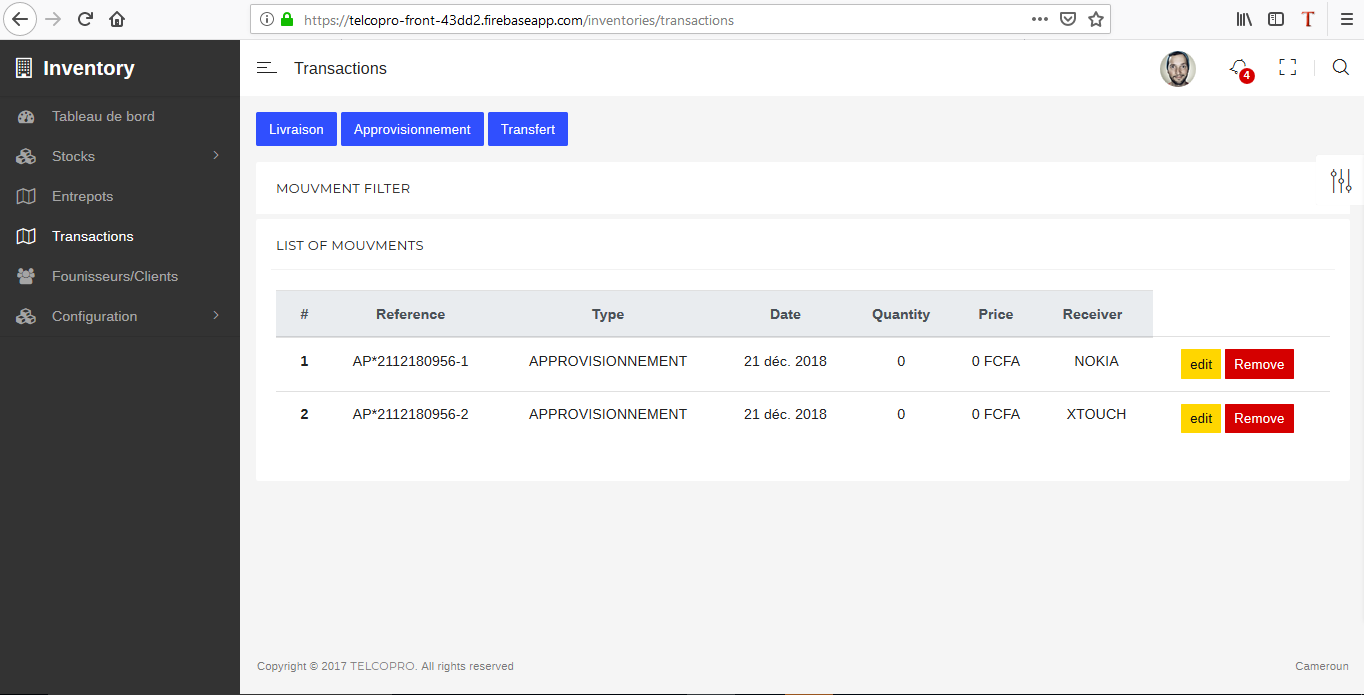 https://telcopro-front-43dd2.firebaseapp.com/inventories/transactions
T
Inventory
Transactions
4
Tableau de bord
Stocks
Entrepots
Transactions
Founisseurs/Clients
Configuration
Livraison Approvisionnement Transfert
MOUVMENT FILTER
LIST OF MOUVMENTS
# Reference Type Date Quantity Price Receiver
1 AP*2112180956-1 APPROVISIONNEMENT 21 déc. 2018 0 0 FCFA NOKIA edit Remove
2 AP*2112180956-2 APPROVISIONNEMENT 21 déc. 2018 0 0 FCFA XTOUCH edit Remove
Copyright © 2017 TELCOPRO. All rights reserved Cameroun